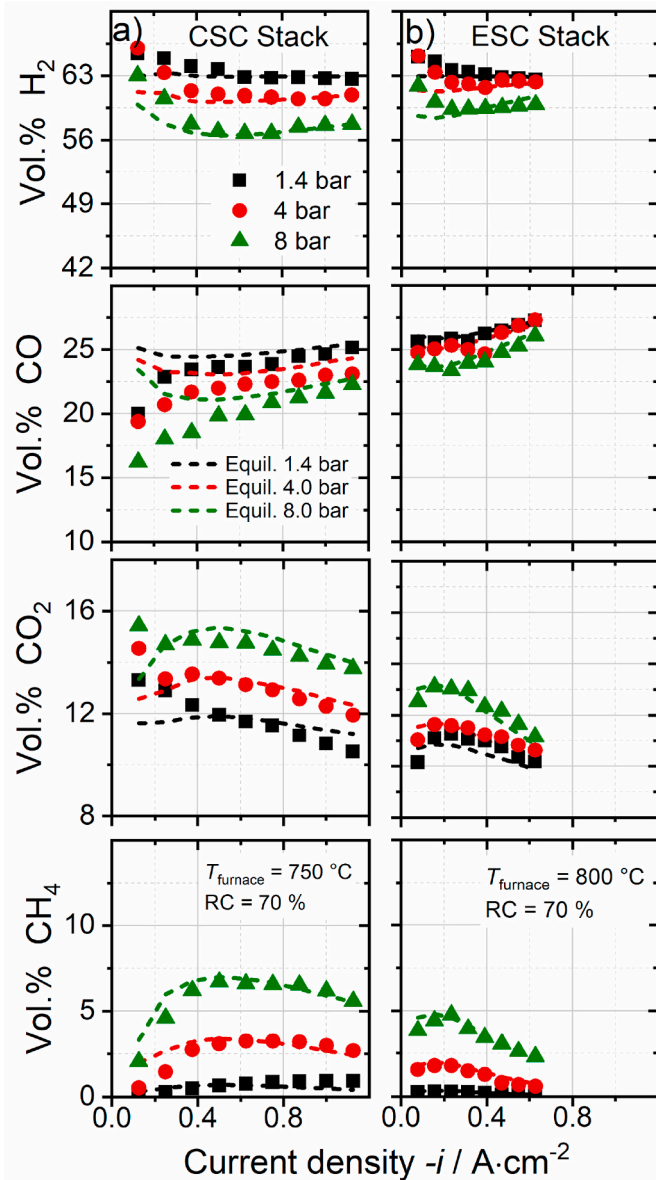 a) CSC Stack
b) ESC Stack
Vol.% H₂
63
56
49
42
1.4 bar
4 bar
8 bar
Vol.% CO
25
20
15
10
Equil. 1.4 bar
Equil. 4.0 bar
Equil. 8.0 bar
Vol.% CO₂
16
12
8
Vol.% CH₄
10
5
0
T_furnace = 750 °C
RC = 70 %
T_furnace = 800 °C
RC = 70 %
0.0 0.4 0.8 0.0 0.4 0.8
Current density -i / A·cm⁻²